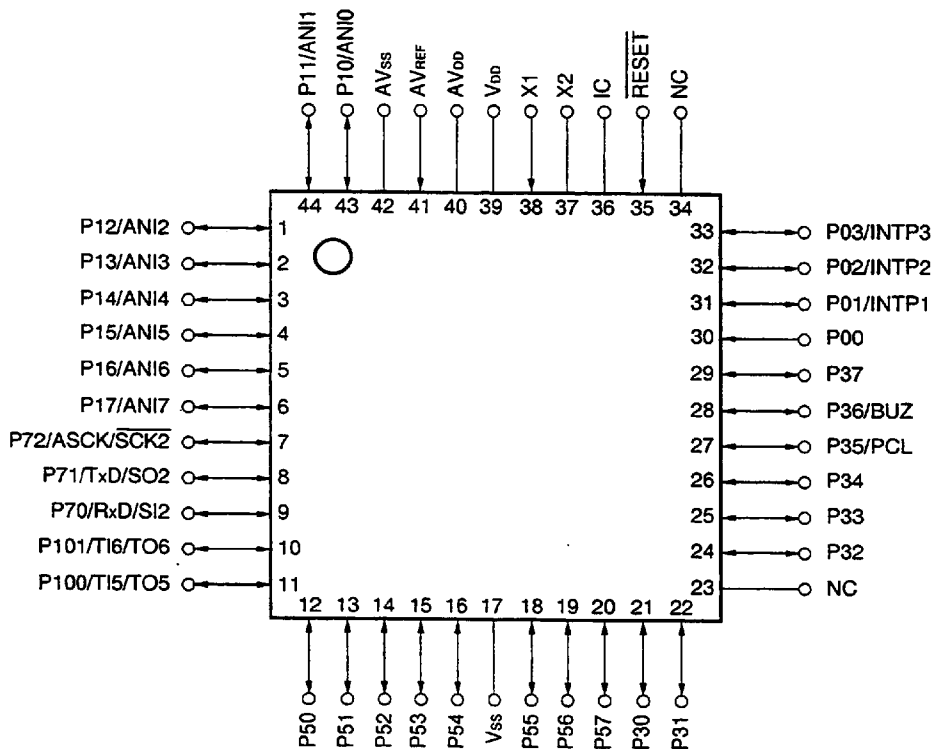 P11/ANI1
P10/ANI0
AVSS
AVREF
AVDD
VDD
X1
X2
IC
RESET
NC
44 43 42 41 40 39 38 37 36 35 34
P12/ANI2 1
P13/ANI3 2
P14/ANI4 3
P15/ANI5 4
P16/ANI6 5
P17/ANI7 6
P72/ASCK/SCK2 7
P71/TxD/SO2 8
P70/RxD/SI2 9
P101/TI6/TO6 10
P100/TI5/TO5 11
33 P03/INTP3
32 P02/INTP2
31 P01/INTP1
30 P00
29 P37
28 P36/BUZ
27 P35/PCL
26 P34
25 P33
24 P32
23 NC
12 13 14 15 16 17 18 19 20 21 22
P50
P51
P52
P53
P54
VSS
P55
P56
P57
P30
P31